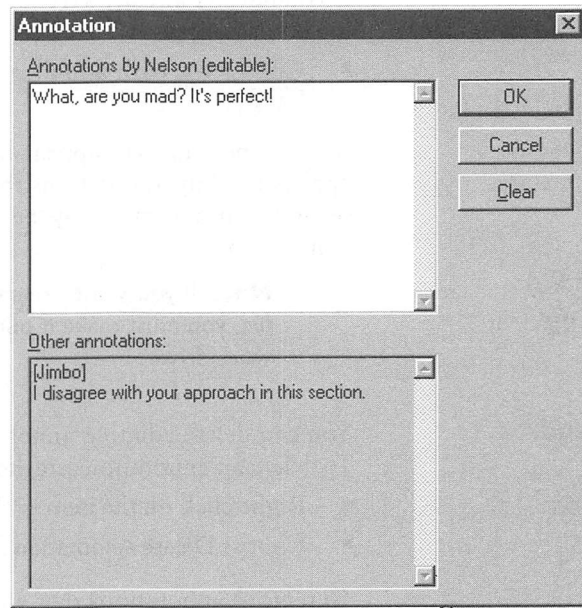 Annotation
Annotations by Nelson (editable):
What, are you mad? It's perfect!
OK
Cancel
Clear
Other annotations:
[Jimbo]
I disagree with your approach in this section.